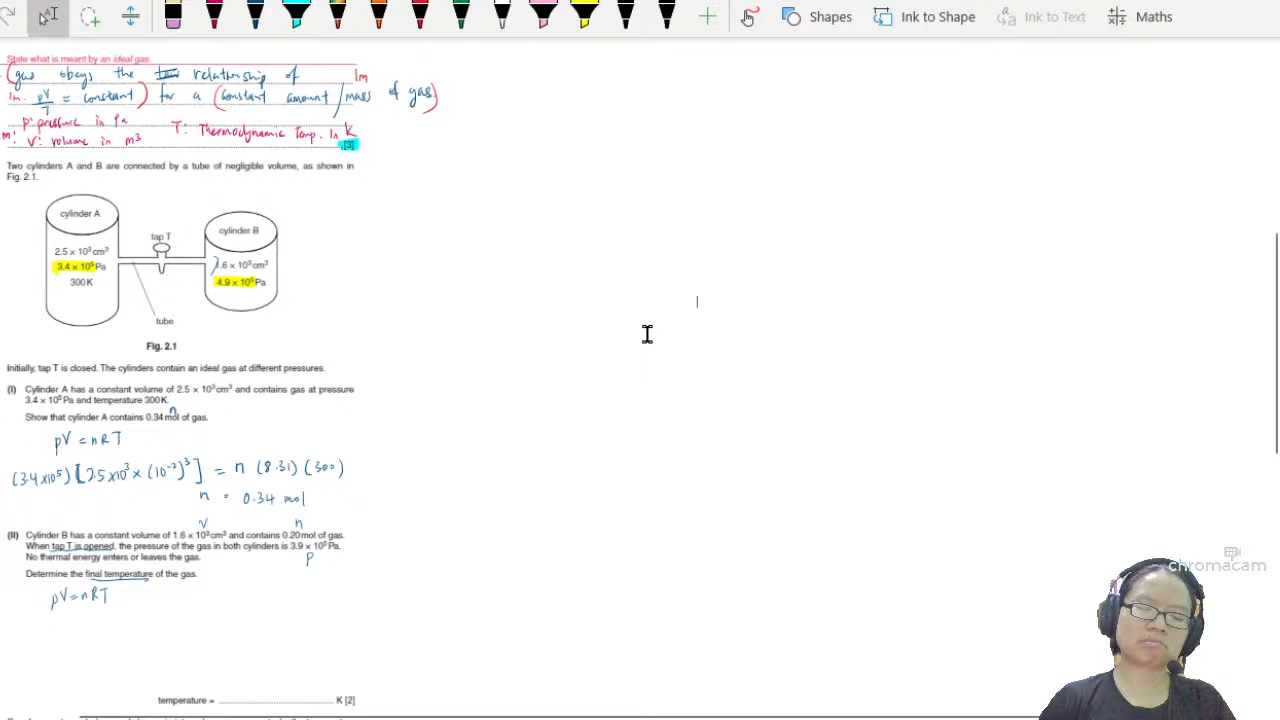 Shapes
Ink to Shape
Ink to Text
Maths
State what is meant by an ideal gas.
(gas obeys the law relationship of 1m
1m pV/T = constant) for a (constant amount / mass of gas)
p: pressure in Pa T: Thermodynamic Temp. in K
m! V: volume in m³ [3]
Two cylinders A and B are connected by a tube of negligible volume, as shown in
Fig. 2.1.
cylinder A
cylinder B
tap T
2.5 × 10³ cm³
3.4 × 10⁵ Pa
300 K
1.6 × 10³ cm³
4.9 × 10⁵ Pa
tube
Fig. 2.1
Initially, tap T is closed. The cylinders contain an ideal gas at different pressures.
(I) Cylinder A has a constant volume of 2.5 × 10³ cm³ and contains gas at pressure
3.4 × 10⁵ Pa and temperature 300 K.
n
Show that cylinder A contains 0.34 mol of gas.
pV = nRT
(3.4×10⁵) [2.5×10³ × (10⁻²)³] = n (8.31) (300)
n = 0.34 mol
V n
(II) Cylinder B has a constant volume of 1.6 × 10³ cm³ and contains 0.20 mol of gas.
When tap T is opened, the pressure of the gas in both cylinders is 3.9 × 10⁵ Pa.
No thermal energy enters or leaves the gas.
p
Determine the final temperature of the gas.
pV = nRT
temperature = .......................................... K [2]
chromacam